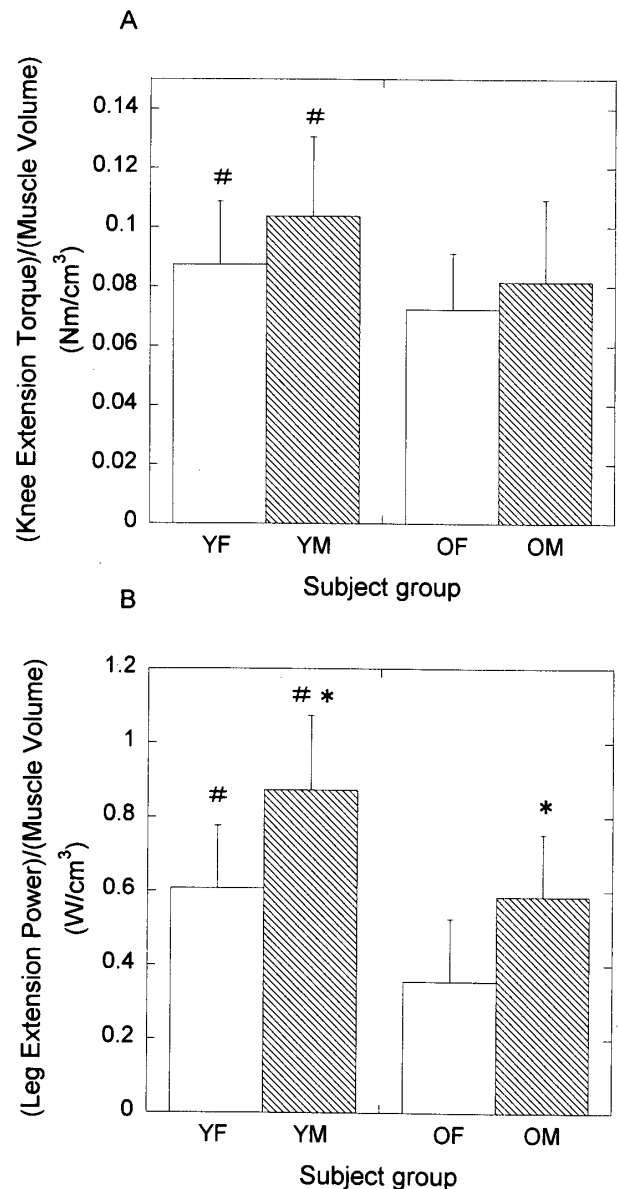 A
(Knee Extension Torque)/(Muscle Volume)
(Nm/cm³)
0.14
0.12
0.1
0.08
0.06
0.04
0.02
0
#
#
YF
YM
OF
OM
Subject group
B
(Leg Extension Power)/(Muscle Volume)
(W/cm³)
1.2
1
0.8
0.6
0.4
0.2
0
#
# *
*
YF
YM
OF
OM
Subject group